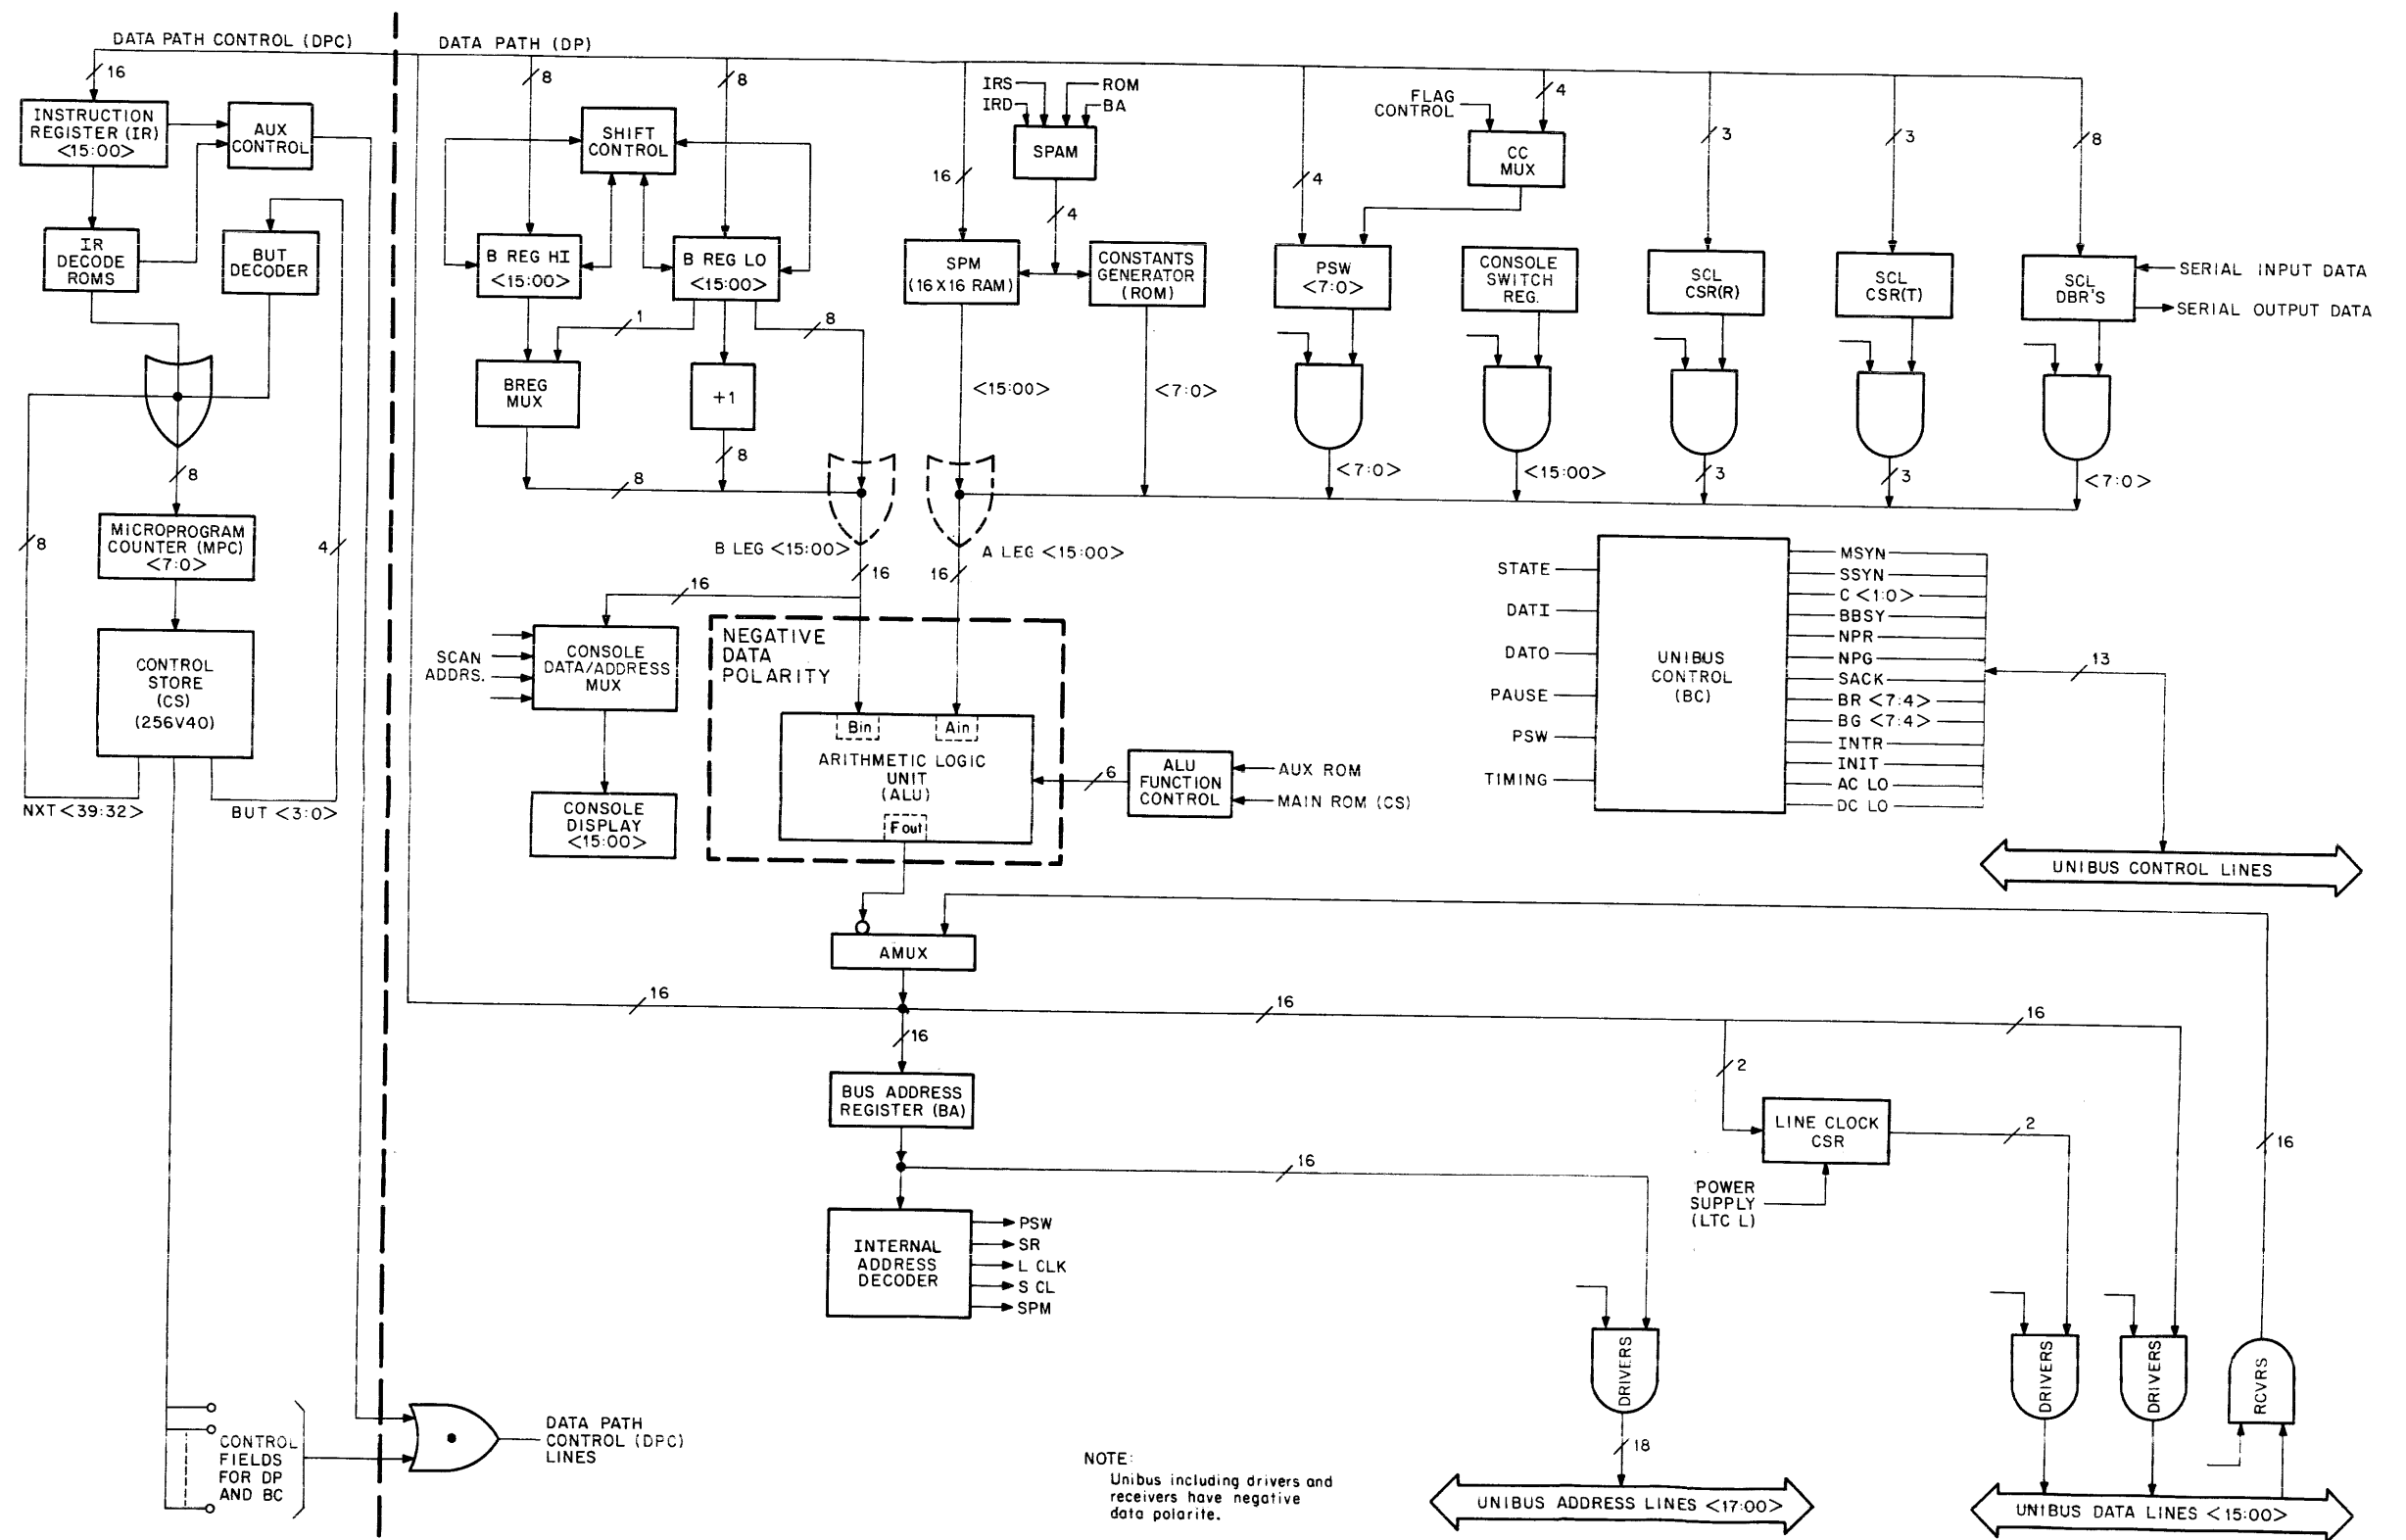 DATA PATH CONTROL (DPC)
DATA PATH (DP)
16
INSTRUCTION
REGISTER (IR)
<15:00>
AUX
CONTROL
IR
DECODE
ROMS
BUT
DECODER
8
8
4
MICROPROGRAM
COUNTER (MPC)
<7:0>
CONTROL
STORE
(CS)
(256V40)
NXT <39:32>
BUT <3:0>
CONTROL
FIELDS
FOR DP
AND BC
DATA PATH
CONTROL (DPC)
LINES
8
8
SHIFT
CONTROL
B REG HI
<15:00>
B REG LO
<15:00>
1
8
BREG
MUX
+1
8
8
IRS
IRD
ROM
BA
SPAM
16
4
SPM
(16X16 RAM)
CONSTANTS
GENERATOR
(ROM)
<15:00>
<7:0>
FLAG
CONTROL
4
CC
MUX
4
PSW
<7:0>
CONSOLE
SWITCH
REG.
3
SCL
CSR(R)
3
SCL
CSR(T)
8
SCL
DBR'S
SERIAL INPUT DATA
SERIAL OUTPUT DATA
<7:0>
<15:00>
3
3
<7:0>
B LEG <15:00>
A LEG <15:00>
16
16
16
SCAN
ADDRS.
CONSOLE
DATA/ADDRESS
MUX
CONSOLE
DISPLAY
<15:00>
NEGATIVE
DATA
POLARITY
Bin
Ain
ARITHMETIC LOGIC
UNIT
(ALU)
Fout
6
ALU
FUNCTION
CONTROL
AUX ROM
MAIN ROM (CS)
STATE
DATI
DATO
PAUSE
PSW
TIMING
UNIBUS
CONTROL
(BC)
MSYN
SSYN
C <1:0>
BBSY
NPR
NPG
SACK
BR <7:4>
BG <7:4>
INTR
INIT
AC LO
DC LO
13
UNIBUS CONTROL LINES
AMUX
16
16
16
16
BUS ADDRESS
REGISTER (BA)
16
INTERNAL
ADDRESS
DECODER
PSW
SR
L CLK
S CL
SPM
2
LINE CLOCK
CSR
2
POWER
SUPPLY
(LTC L)
16
DRIVERS
DRIVERS
DRIVERS
RCVRS
18
NOTE:
Unibus including drivers and
receivers have negative
data polarite.
UNIBUS ADDRESS LINES <17:00>
UNIBUS DATA LINES <15:00>